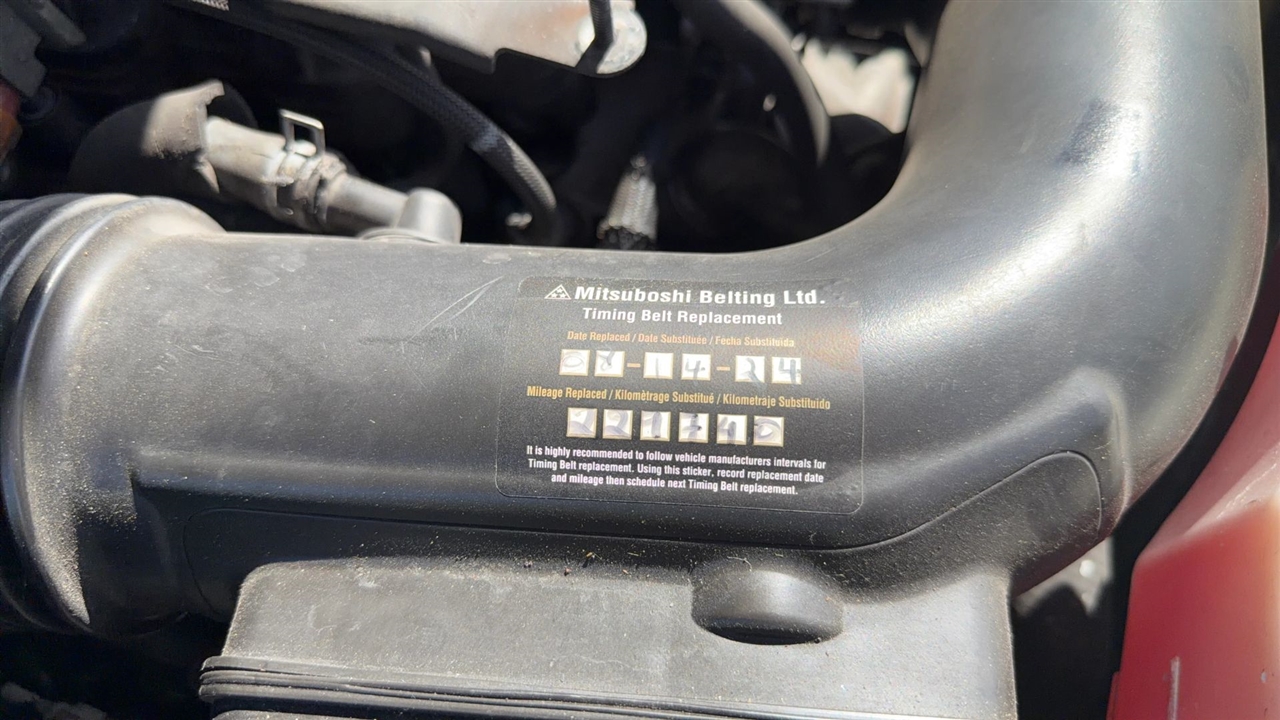 Mitsuboshi Belting Ltd.
Timing Belt Replacement
Date Replaced / Date Substituée / Fecha Substituida
08-14-24
Mileage Replaced / Kilomètrage Substitué / Kilometraje Substituido
It is highly recommended to follow vehicle manufacturers intervals for
Timing Belt replacement. Using this sticker, record replacement date
and mileage then schedule next Timing Belt replacement.